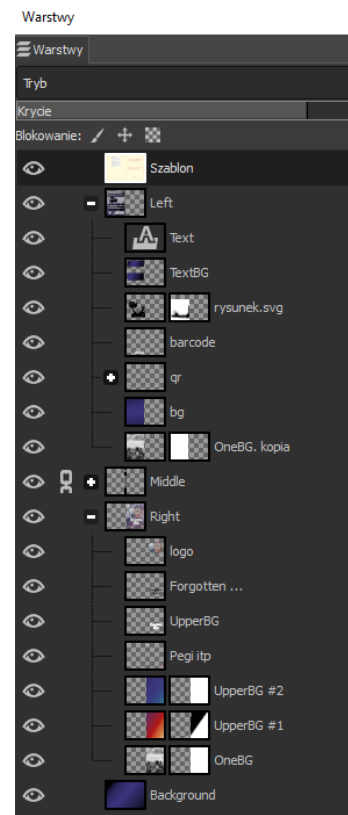 Warstwy
Warstwy
Tryb
Krycie
Blokowanie:
Szablon
Left
Text
TextBG
rysunek.svg
barcode
qr
bg
OneBG. kopia
Middle
Right
logo
Forgotten ...
UpperBG
Pegi itp
UpperBG #2
UpperBG #1
OneBG
Background